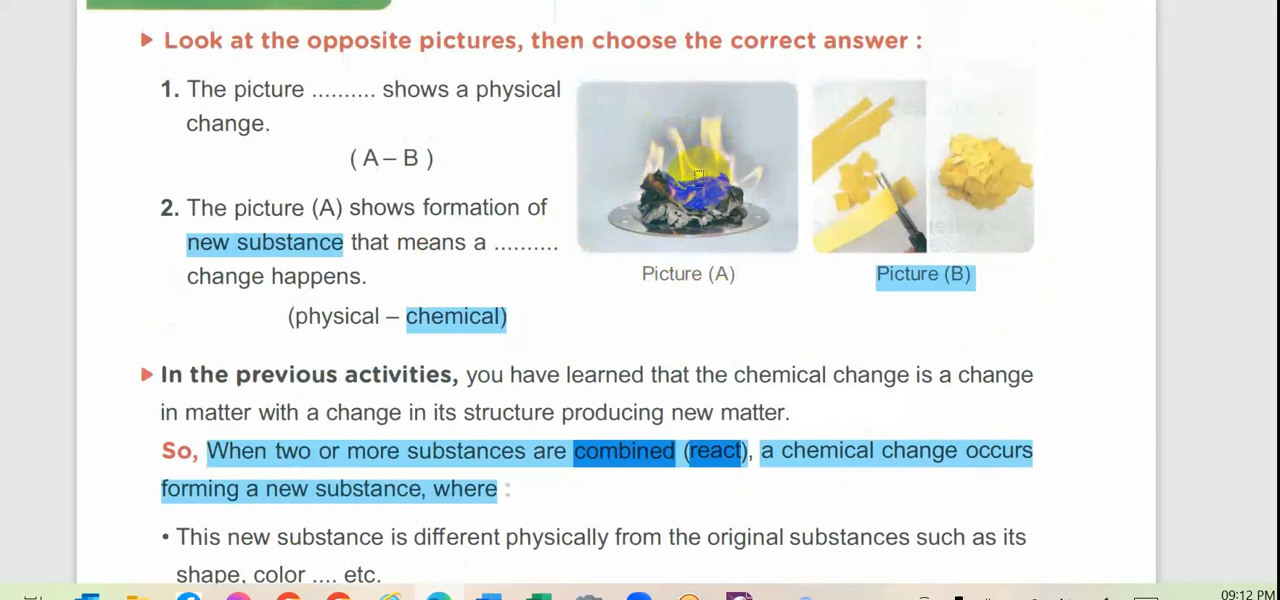 Look at the opposite pictures, then choose the correct answer :
1. The picture .......... shows a physical
change.
( A – B )
2. The picture (A) shows formation of
new substance that means a ..........
change happens.
(physical – chemical)
Picture (A)
Picture (B)
In the previous activities, you have learned that the chemical change is a change
in matter with a change in its structure producing new matter.
So, When two or more substances are combined (react), a chemical change occurs
forming a new substance, where :
• This new substance is different physically from the original substances such as its
shape, color .... etc.
09:12 PM